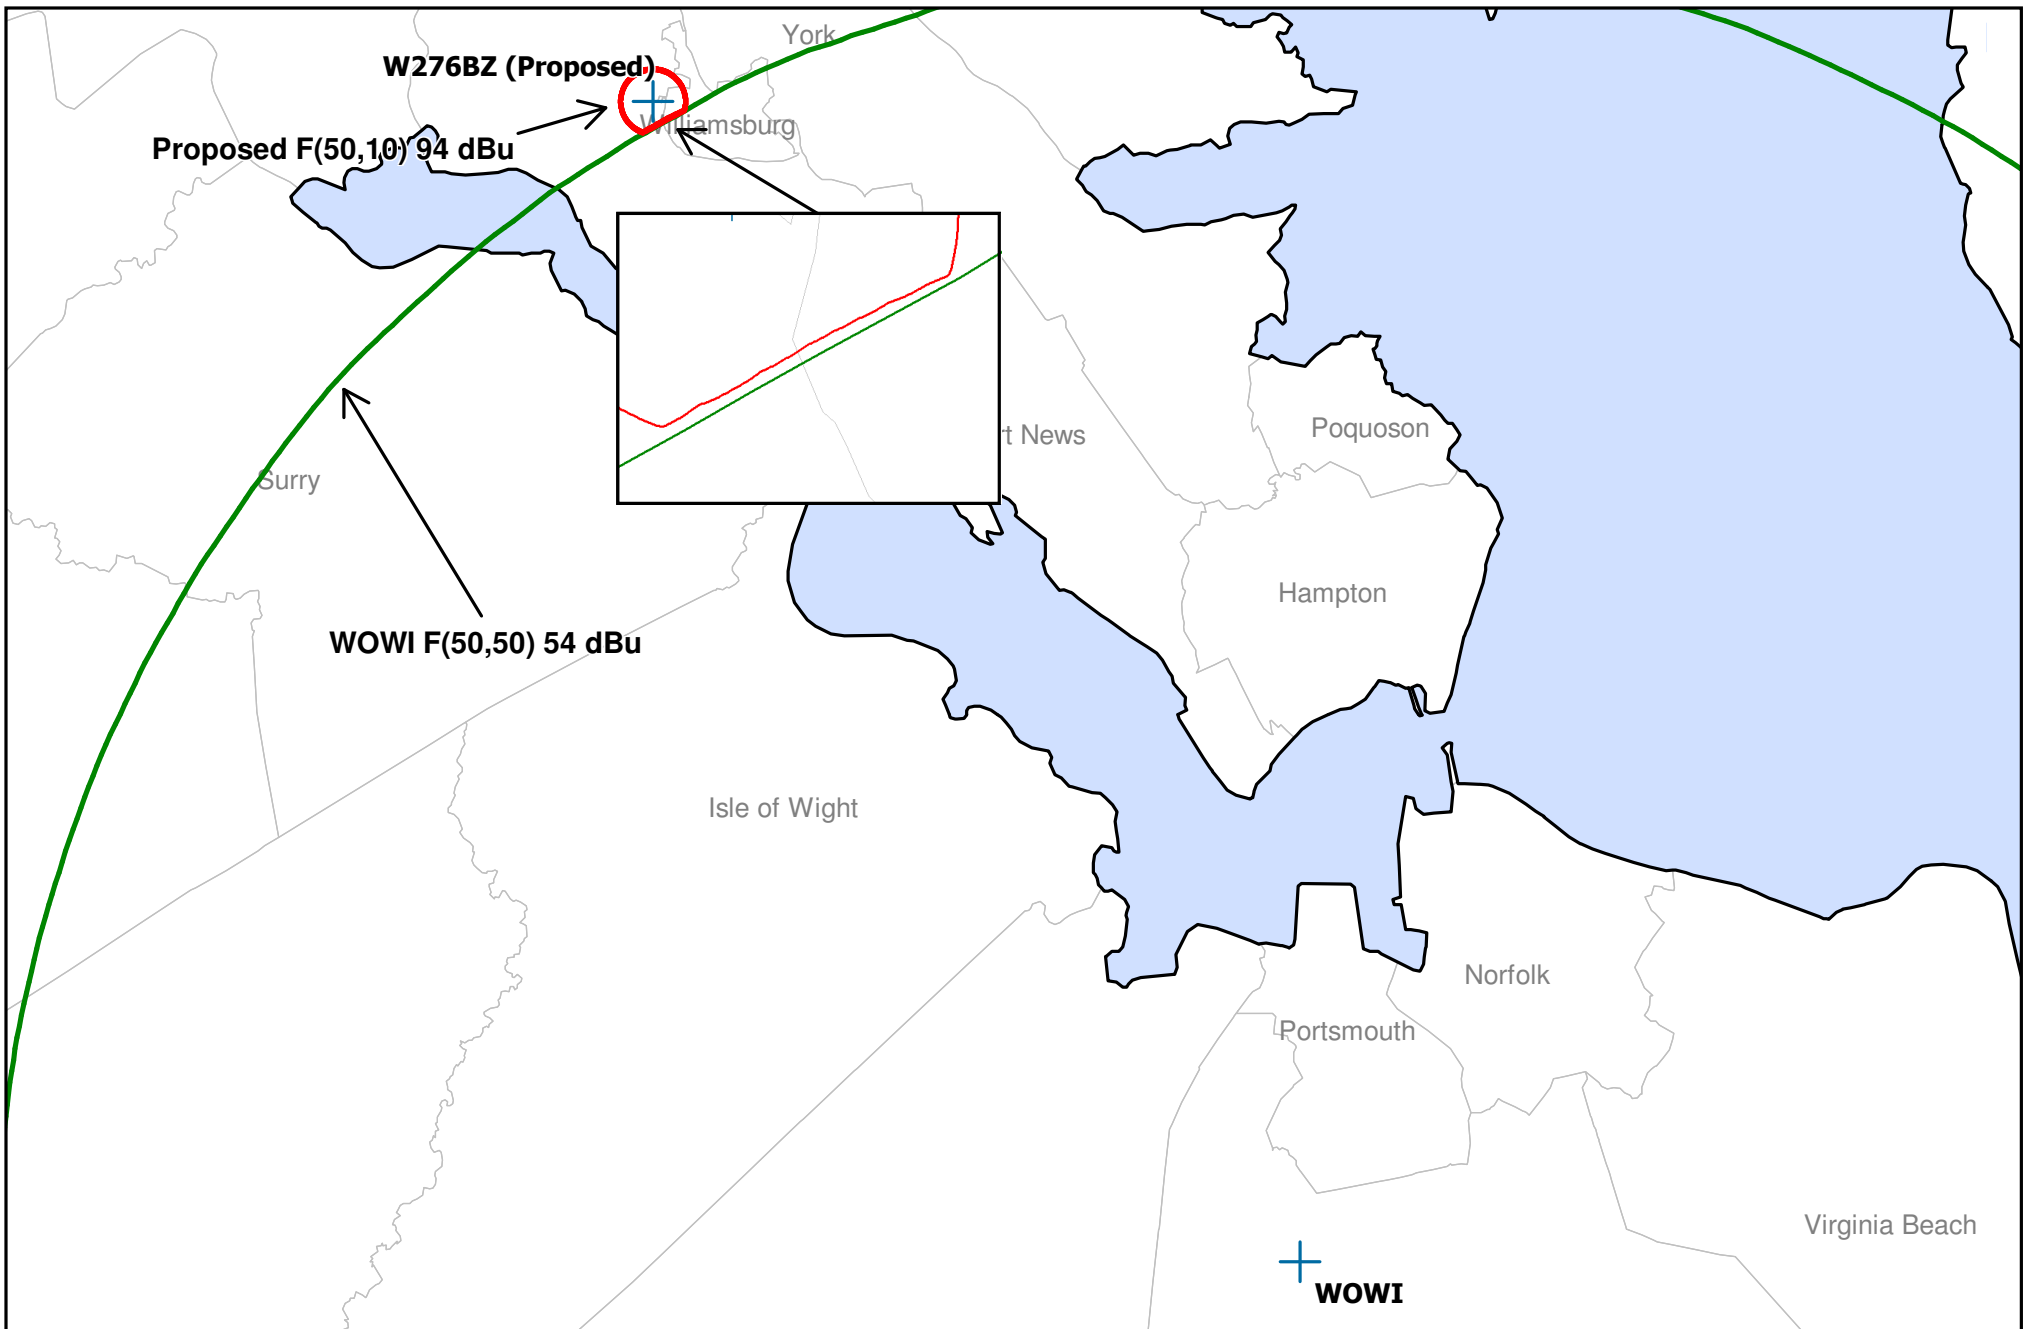 York
W276BZ (Proposed)
Williamsburg
Proposed F(50,10) 94 dBu
Poquoson
t News
Surry
Hampton
WOWI F(50,50) 54 dBu
Isle of Wight
Norfolk
Portsmouth
Virginia Beach
WOWI